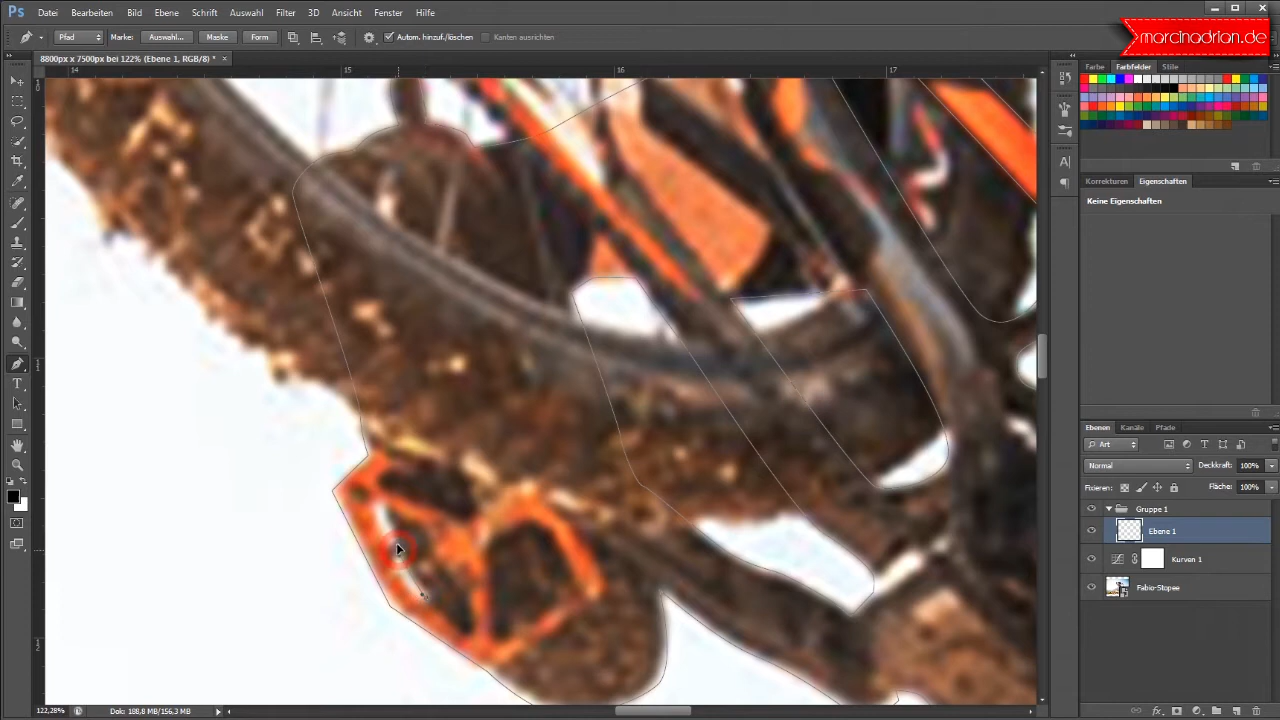 Ps Datei Bearbeiten Bild Ebene Schrift Auswahl Filter 3D Ansicht Fenster Hilfe
marcinadrian.de
Pfad Marke: Auswahl... Maske Form Autom. hinzuf./löschen Kanten ausrichten
8800px x 7500px bei 122% (Ebene 1, RGB/8) *
14 15 16 17
Farbe Farbfelder Stile
Korrekturen Eigenschaften
Keine Eigenschaften
Ebenen Kanäle Pfade
Art
Normal Deckkraft: 100%
Fixieren: Fläche: 100%
Gruppe 1
Ebene 1
Kurven 1
Fabio-Stopee
122,28% Dok: 188,8 MB/156,3 MB